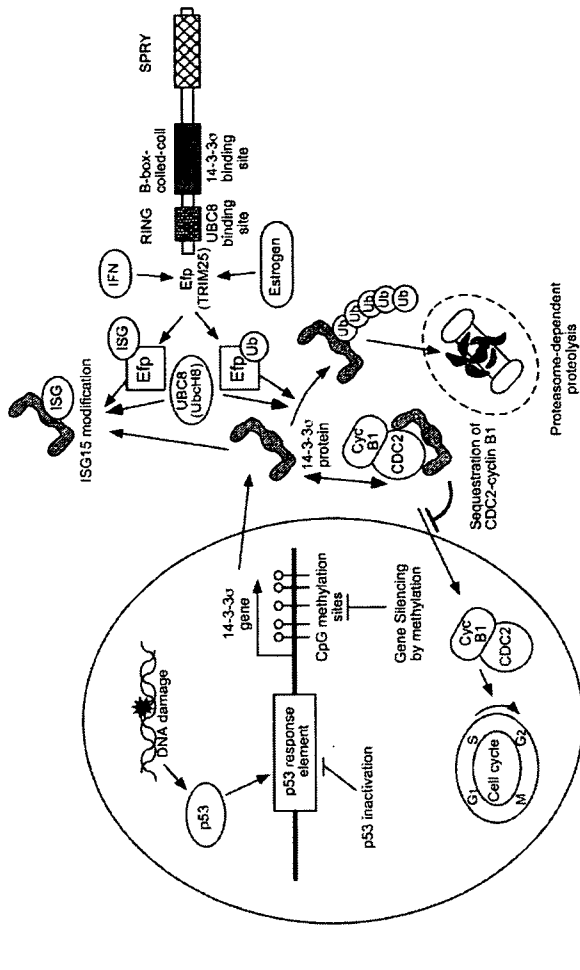 DNA damage
p53
p53 response
element
p53 inactivation
14-3-3σ
gene
CpG methylation
sites
Gene Silencing
by methylation
G1
S
G2
M
Cell cycle
Cyc
B1
CDC2
ISG
ISG15 modification
ISG
Efp
UBC8
(UbcH8)
Efp
Ub
14-3-3σ
protein
Cyc
B1
CDC2
Sequestration of
CDC2-cyclin B1
Ub
Ub
Ub
Ub
Ub
Proteasome-dependent
proteolysis
IFN
Efp
(TRIM25)
Estrogen
RING
B-box-
coiled-coil
SPRY
UBC8
binding
site
14-3-3σ
binding
site